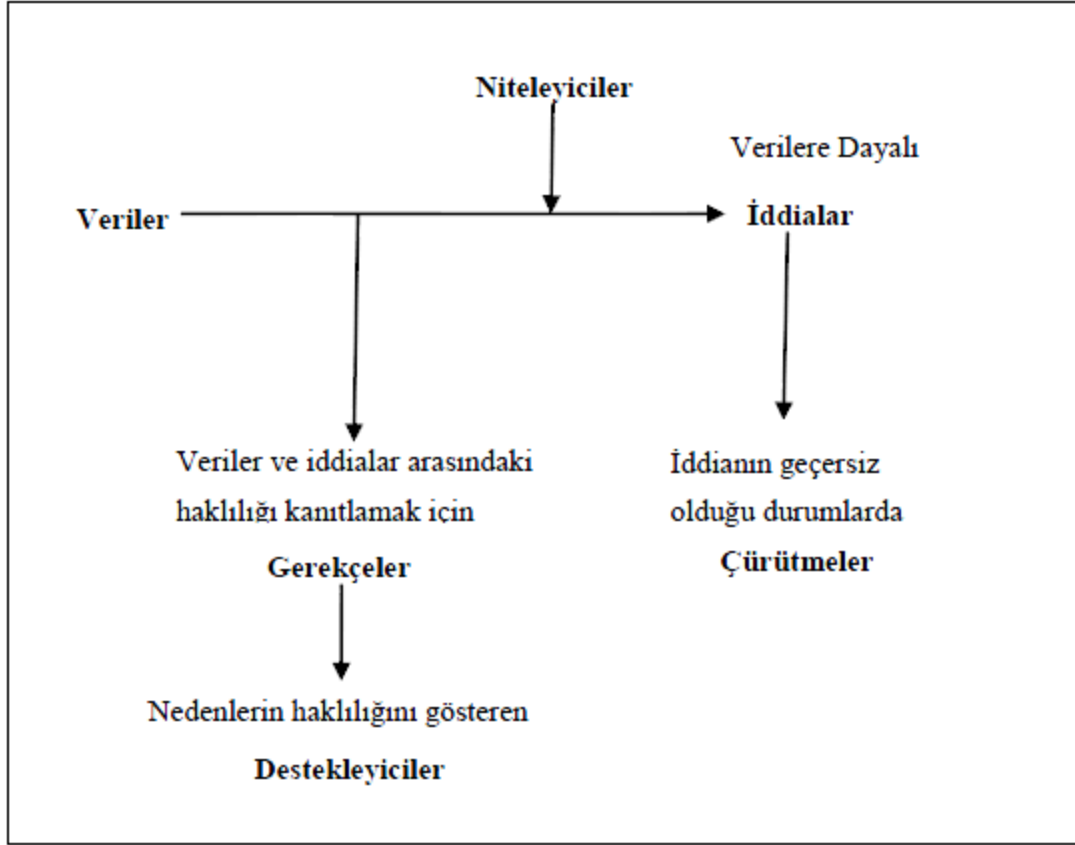 Niteleyiciler
Verilere Dayalı
Veriler
İddialar
Veriler ve iddialar arasındaki
haklılığı kanıtlamak için
Gerekçeler
İddianın geçersiz
olduğu durumlarda
Çürütmeler
Nedenlerin haklılığını gösteren
Destekleyiciler